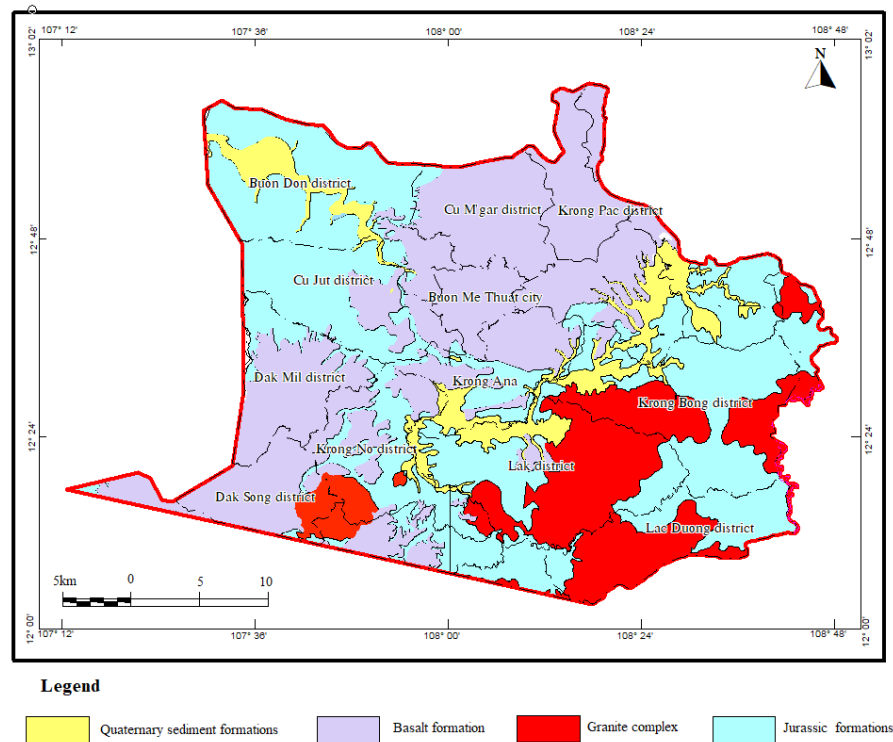 107° 12' 107° 36' 108° 00' 108° 24' 108° 48'
13° 02'
13° 02'
N
Buon Don district
Cu M'gar district
Krong Pac district
12° 48'
12° 48'
Cu Jut district
Buon Me Thuat city
Dak Mil district
Krong Ana
Krong Bong district
12° 24'
12° 24'
Krong No district
Lak district
Dak Song district
Lac Duong district
5km 0 5 10
12° 00'
12° 00'
107° 12' 107° 36' 108° 00' 108° 24' 108° 48'
Legend
Quaternary sediment formations
Basalt formation
Granite complex
Jurassic formations